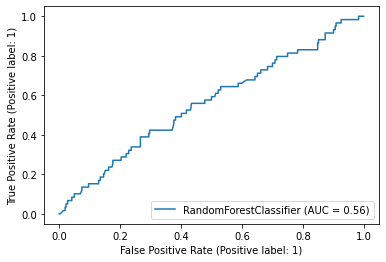 True Positive Rate (Positive label: 1)
1.0
0.8
0.6
0.4
0.2
0.0
RandomForestClassifier (AUC = 0.56)
0.0 0.2 0.4 0.6 0.8 1.0
False Positive Rate (Positive label: 1)